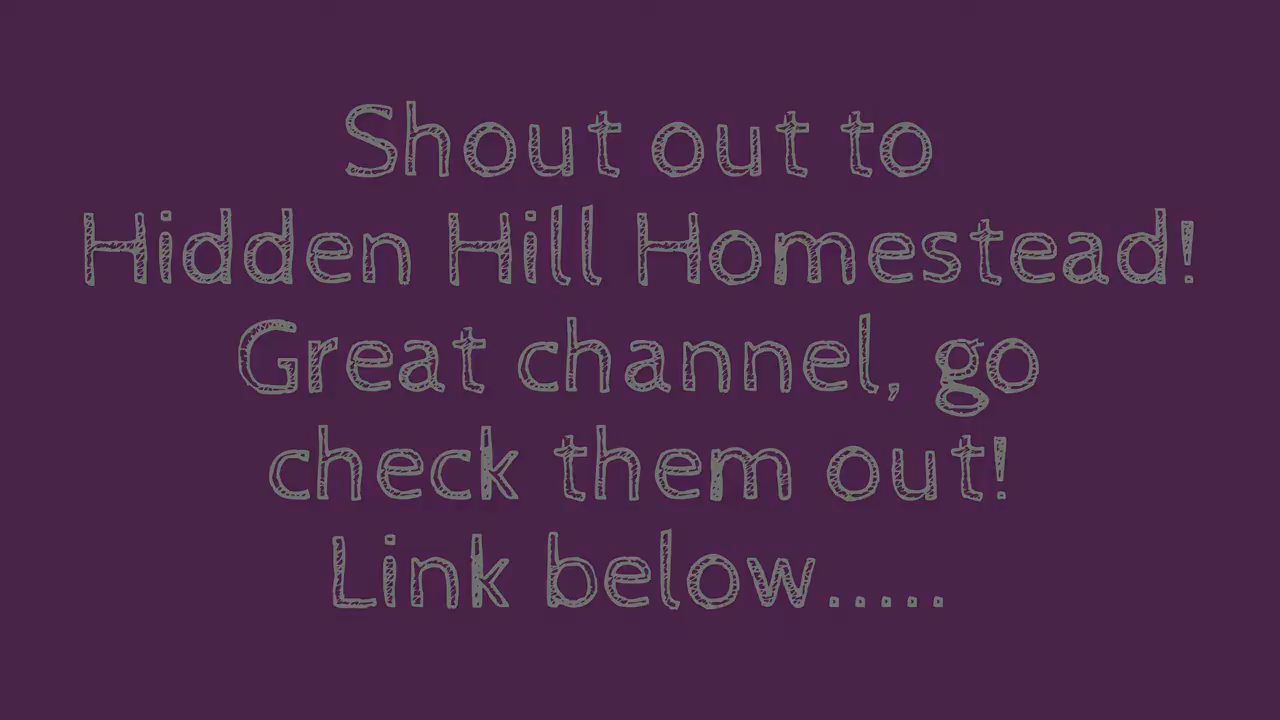 Shout out to
Hidden Hill Homestead!
Great channel, go
check them out!
Link below.....